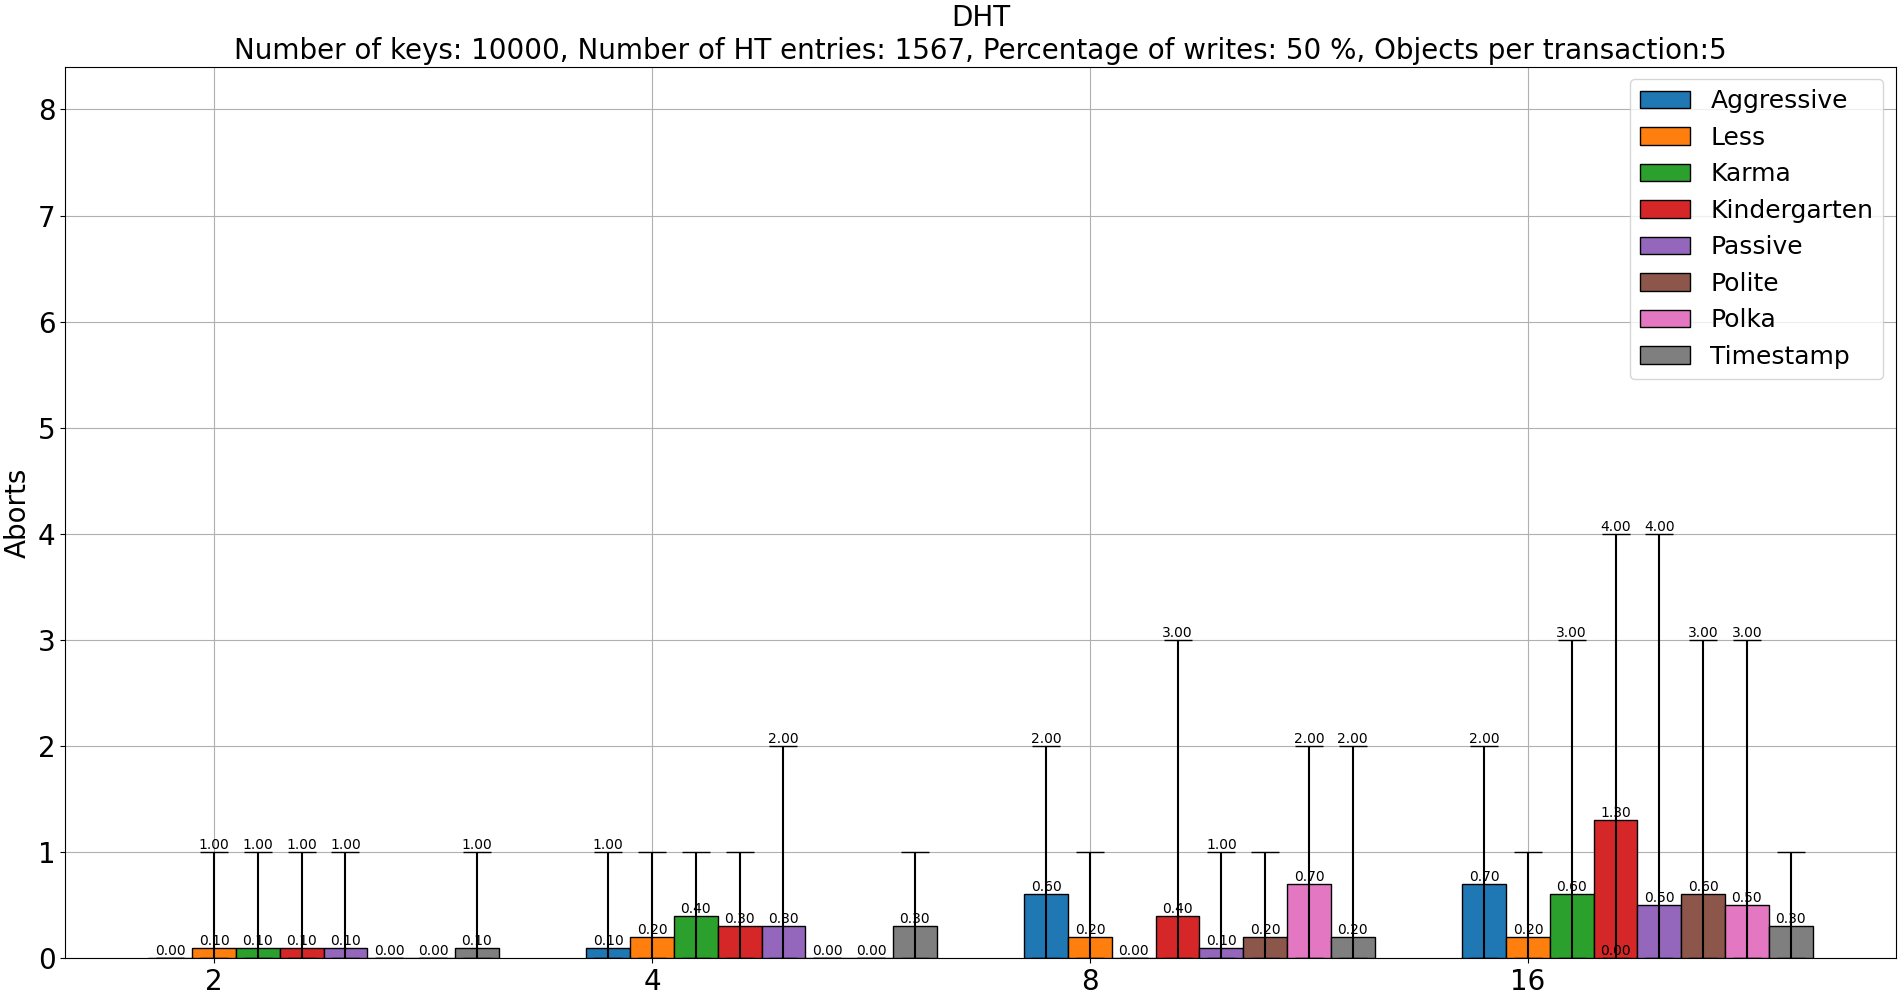 DHT
Number of keys: 10000, Number of HT entries: 1567, Percentage of writes: 50 %, Objects per transaction:5
Aggressive
Less
Karma
Kindergarten
Passive
Polite
Polka
Timestamp
Aborts
8
7
6
5
4
3
2
1
0
0.00 1.00 0.10 1.00 0.10 1.00 0.10 1.00 0.10 0.00 0.00 1.00 0.10
1.00 0.10 0.20 0.40 0.30 2.00 0.30 0.00 0.00 0.30
2.00 0.60 0.20 0.00 3.00 0.40 1.00 0.10 0.20 2.00 0.70 2.00 0.20
2.00 0.70 0.20 3.00 0.60 4.00 1.30 0.00 4.00 0.50 3.00 0.60 3.00 0.50 0.30
2 4 8 16